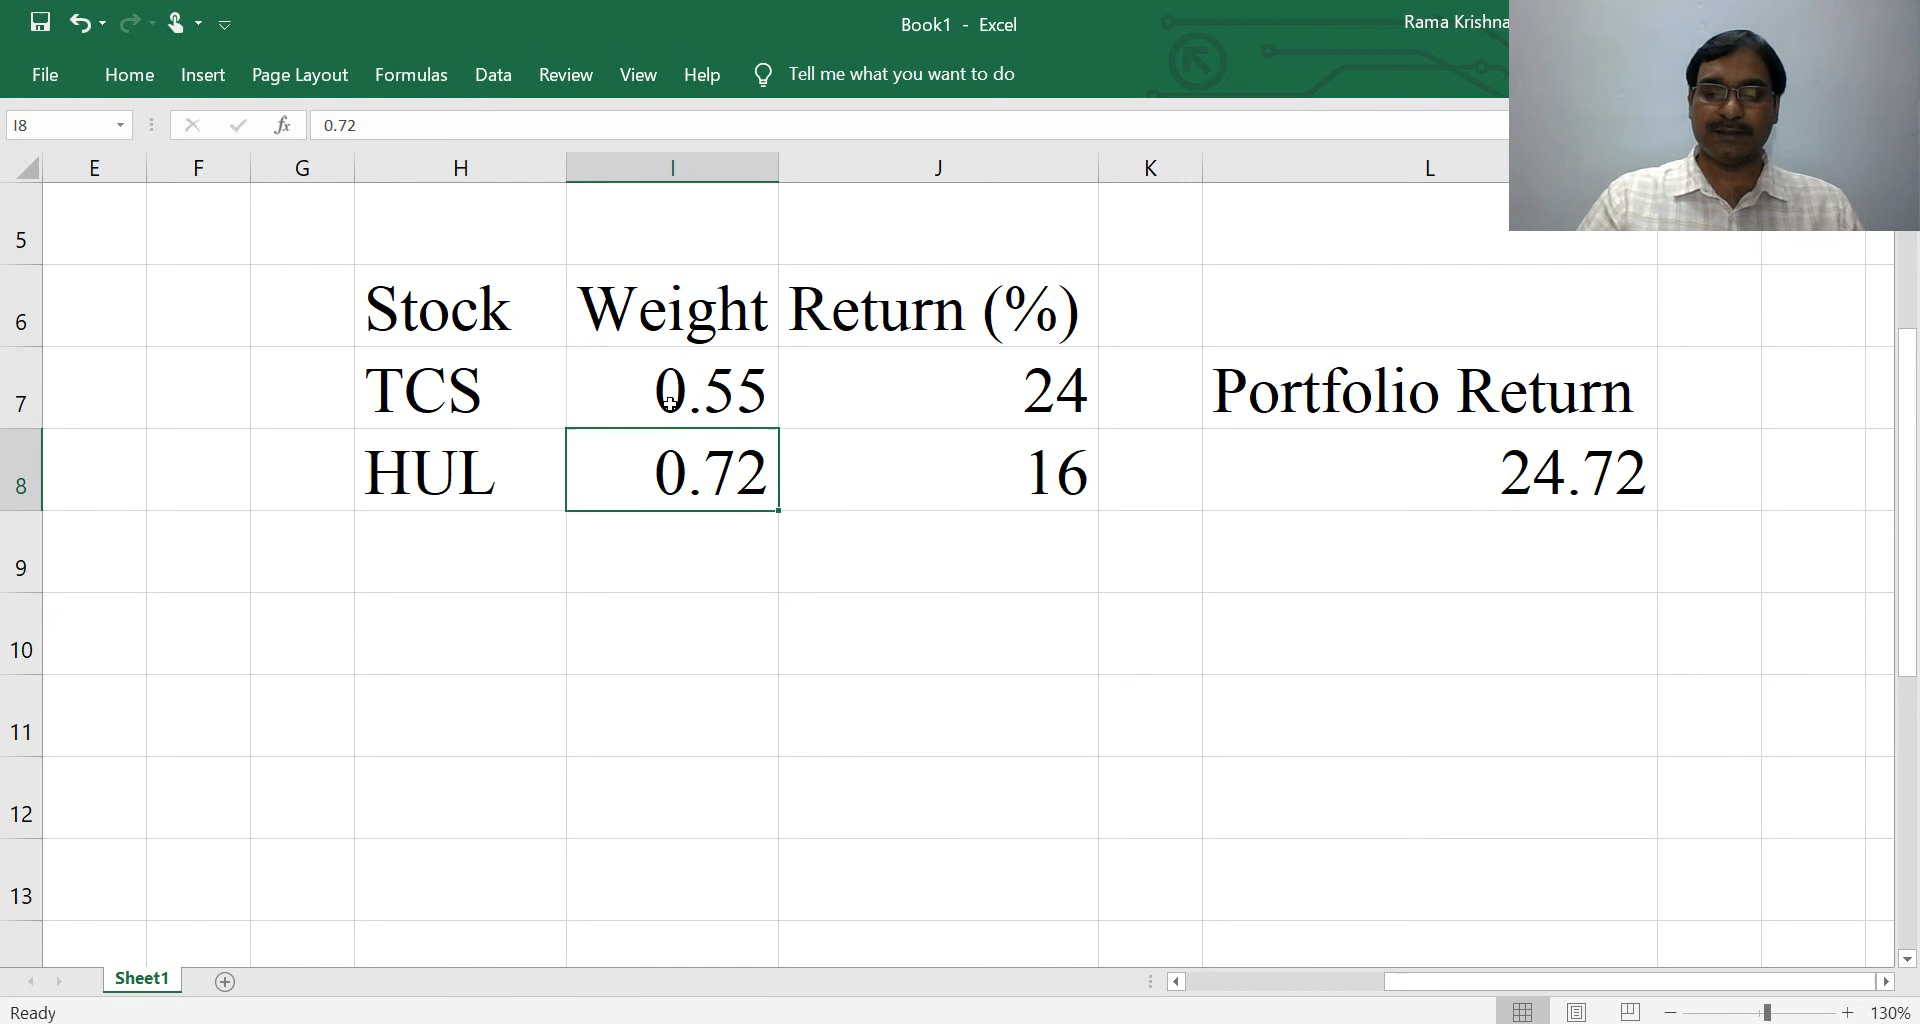 Book1 - Excel
Rama Krishna
File Home Insert Page Layout Formulas Data Review View Help Tell me what you want to do
I8 fx 0.72
E F G H I J K L
5
6 Stock Weight Return (%)
7 TCS 0.55 24 Portfolio Return
8 HUL 0.72 16 24.72
9
10
11
12
13
Sheet1
Ready 130%